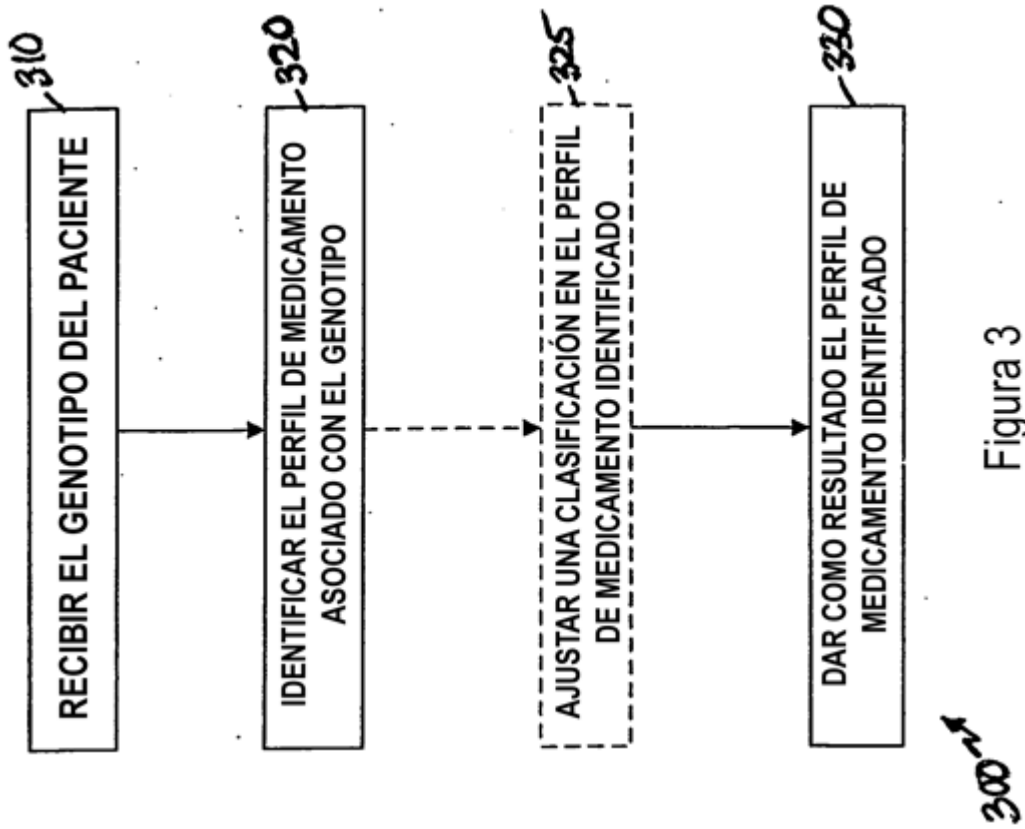 310
RECIBIR EL GENOTIPO DEL PACIENTE
320
IDENTIFICAR EL PERFIL DE MEDICAMENTO
ASOCIADO CON EL GENOTIPO
325
AJUSTAR UNA CLASIFICACIÓN EN EL PERFIL
DE MEDICAMENTO IDENTIFICADO
330
DAR COMO RESULTADO EL PERFIL DE
MEDICAMENTO IDENTIFICADO
300
Figura 3